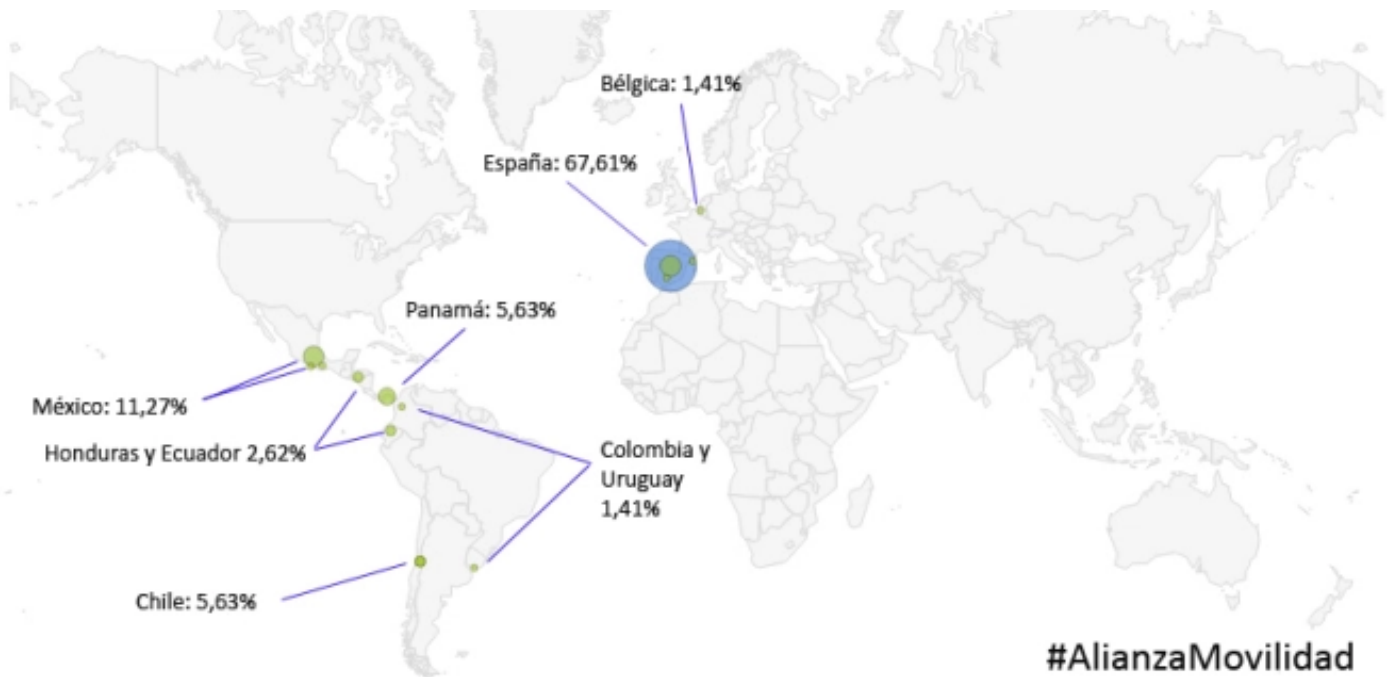 Bélgica: 1,41%
España: 67,61%
Panamá: 5,63%
México: 11,27%
Honduras y Ecuador 2,62%
Colombia y
Uruguay
1,41%
Chile: 5,63%
#AlianzaMovilidad